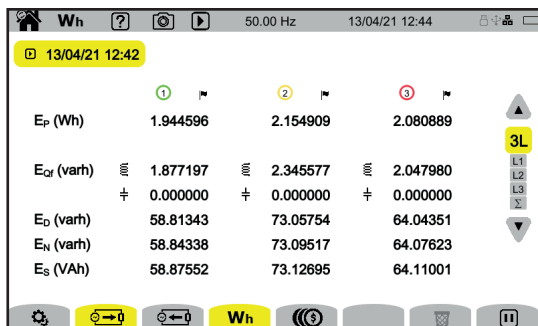 Wh ? 50.00 Hz 13/04/21 12:44
13/04/21 12:42
1 2 3
EP (Wh) 1.944596 2.154909 2.080889
3L
EQf (varh) 1.877197 2.345577 2.047980
L1
0.000000 0.000000 0.000000
L2
L3
Σ
ED (varh) 58.81343 73.05754 64.04351
EN (varh) 58.84338 73.09517 64.07623
ES (VAh) 58.87552 73.12695 64.11001
Wh $